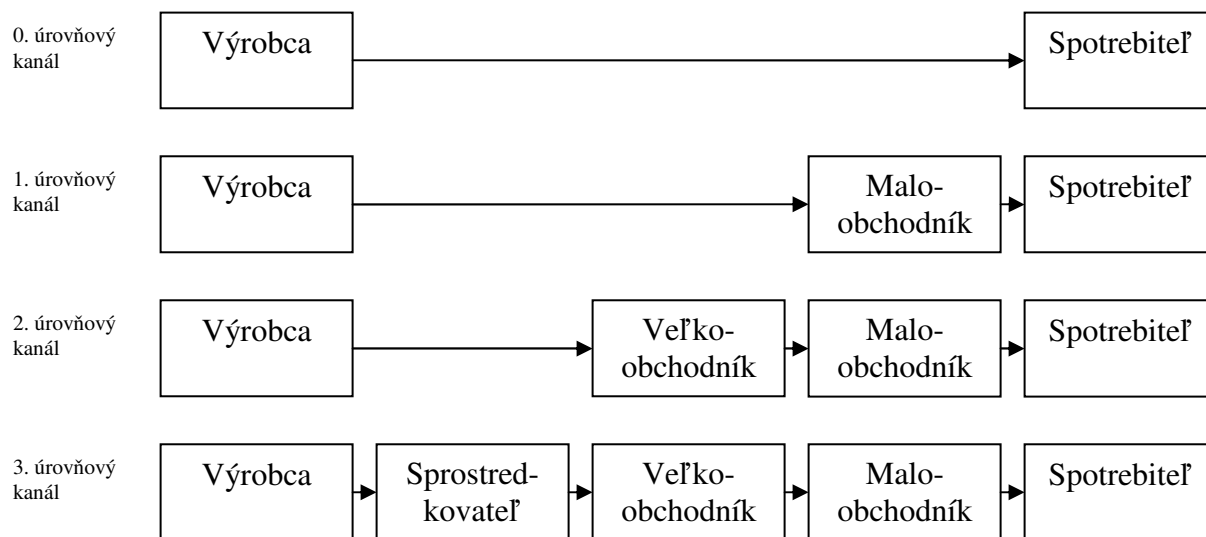 0. úrovňový
kanál
Výrobca
Spotrebiteľ
1. úrovňový
kanál
Výrobca
Malo-
obchodník
Spotrebiteľ
2. úrovňový
kanál
Výrobca
Veľko-
obchodník
Malo-
obchodník
Spotrebiteľ
3. úrovňový
kanál
Výrobca
Sprostred-
kovateľ
Veľko-
obchodník
Malo-
obchodník
Spotrebiteľ